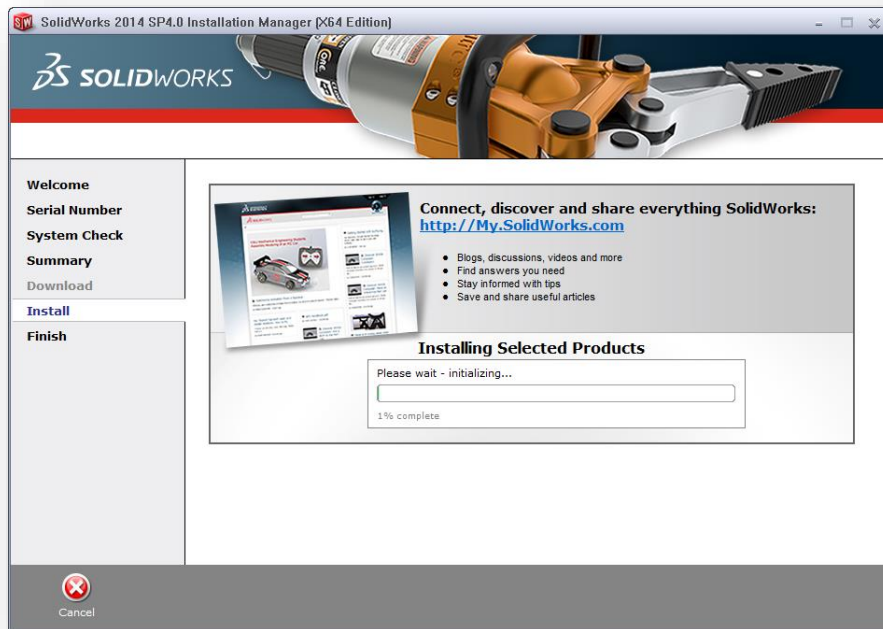 SolidWorks 2014 SP4.0 Installation Manager (X64 Edition)
SOLIDWORKS
Welcome
Serial Number
System Check
Summary
Download
Install
Finish
Connect, discover and share everything SolidWorks:
http://My.SolidWorks.com
Blogs, discussions, videos and more
Find answers you need
Stay informed with tips
Save and share useful articles
Installing Selected Products
Please wait - initializing...
1% complete
Cancel